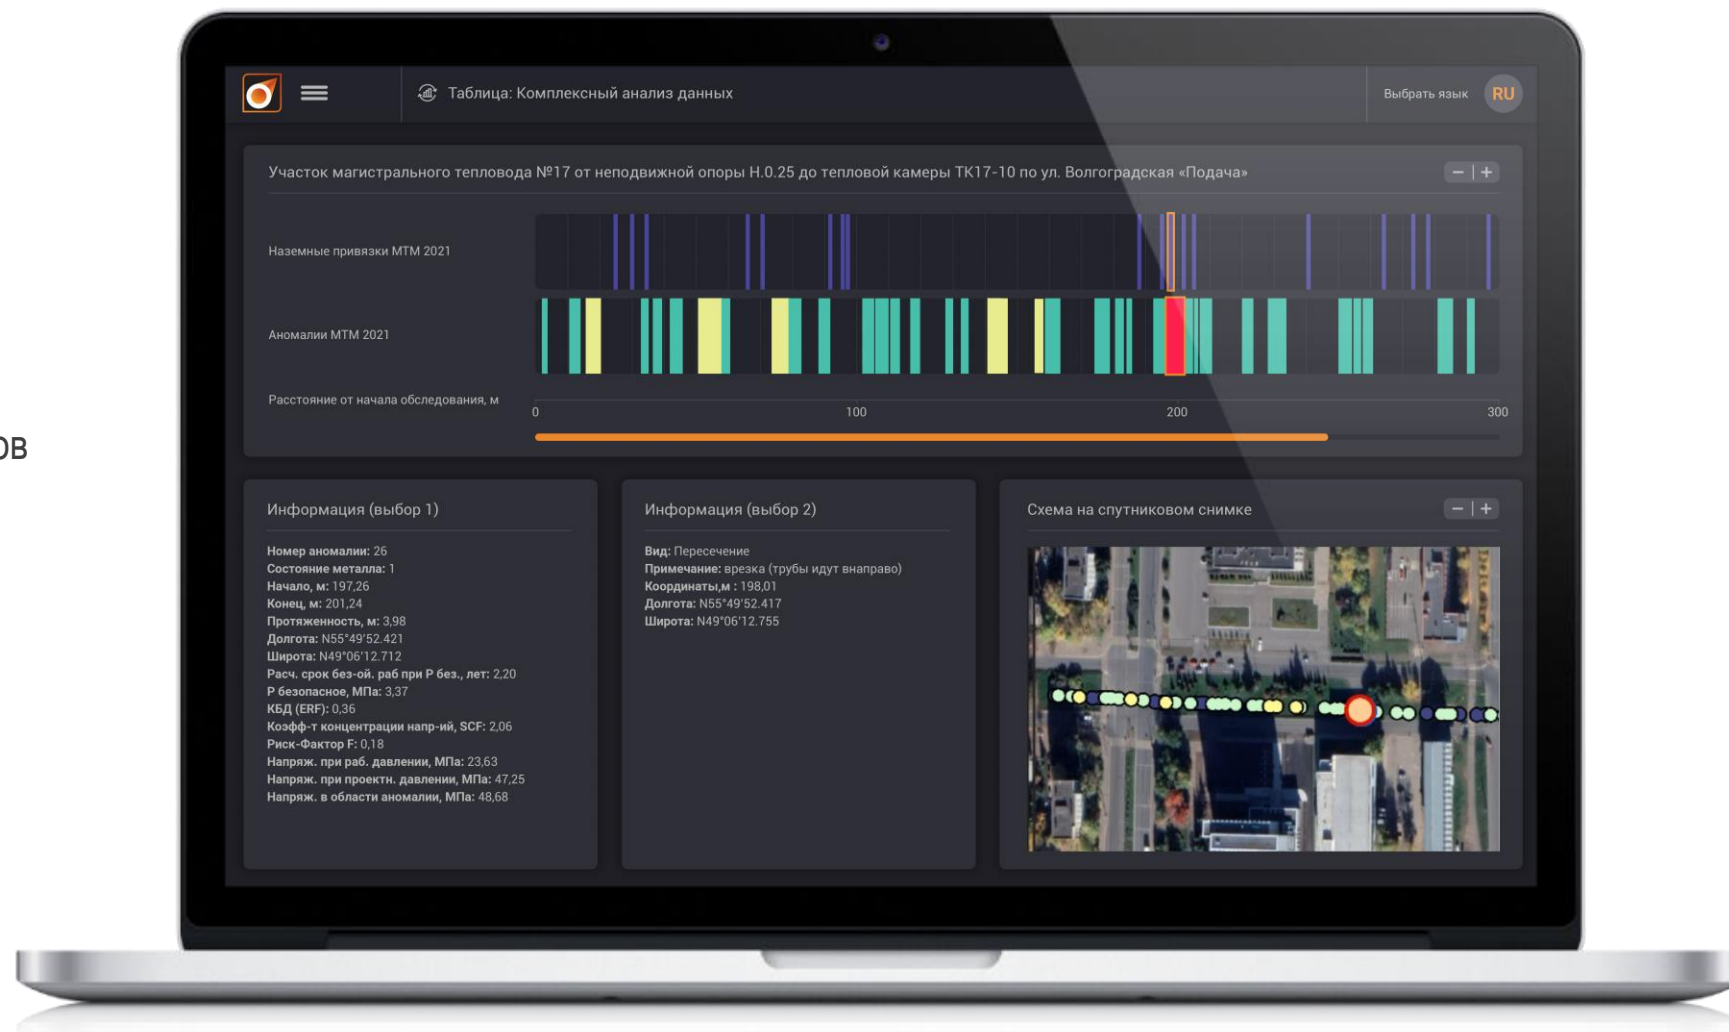 Таблица: Комплексный анализ данных
Выбрать язык RU
Участок магистрального тепловода №17 от неподвижной опоры Н.0.25 до тепловой камеры ТК17-10 по ул. Волгоградская «Подача»
Наземные привязки МТМ 2021
Аномалии МТМ 2021
Расстояние от начала обследования, м
0 100 200 300
ов
Информация (выбор 1)
Номер аномалии: 26
Состояние металла: 1
Начало, м: 197,26
Конец, м: 201,24
Протяженность, м: 3,98
Долгота: N55°49'52.421
Широта: N49°06'12.712
Расч. срок без-ой. раб при Р без., лет: 2,20
Р безопасное, МПа: 3,37
КБД (ERF): 0,36
Коэфф-т концентрации напр-ий, SCF: 2,06
Риск-Фактор F: 0,18
Напряж. при раб. давлении, МПа: 23,63
Напряж. при проектн. давлении, МПа: 47,25
Напряж. в области аномалии, МПа: 48,68
Информация (выбор 2)
Вид: Пересечение
Примечание: врезка (трубы идут внаправо)
Координаты,м : 198,01
Долгота: N55°49'52.417
Широта: N49°06'12.755
Схема на спутниковом снимке